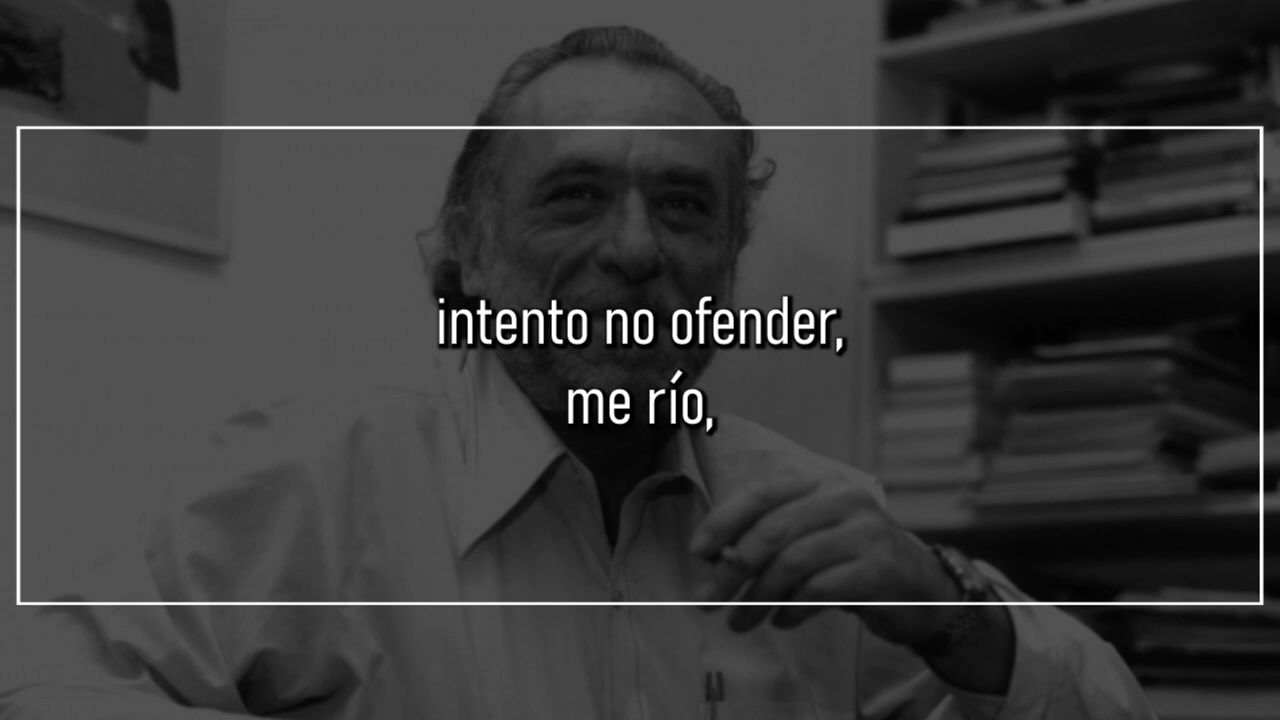 intento no ofender,
me río,